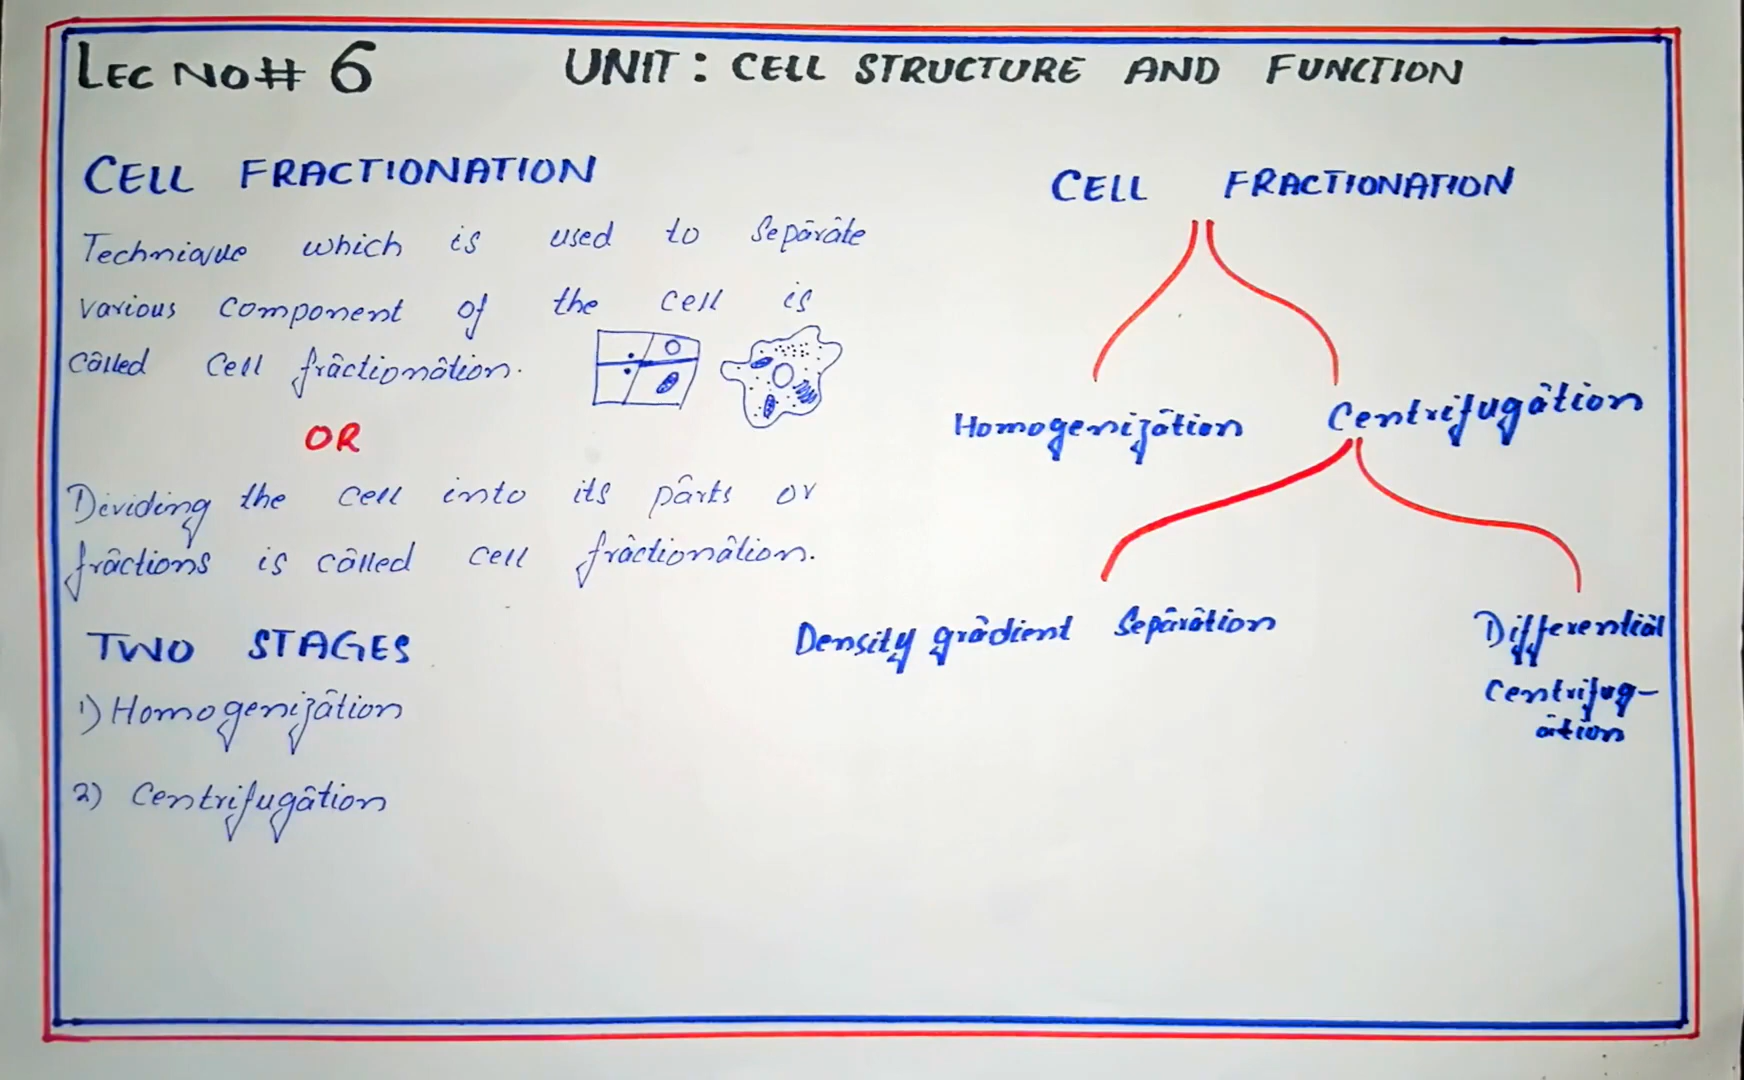 LEC NO# 6
UNIT: CELL STRUCTURE AND FUNCTION
CELL FRACTIONATION
Technique which is used to Separate
various component of the cell is
called cell fractionation.
OR
Dividing the cell into its parts or
fractions is called cell fractionation.
TWO STAGES
1) Homogenization
2) Centrifugation
CELL FRACTIONATION
Homogenization
Centrifugation
Density gradient Separation
Differential
Centrifug-
ation